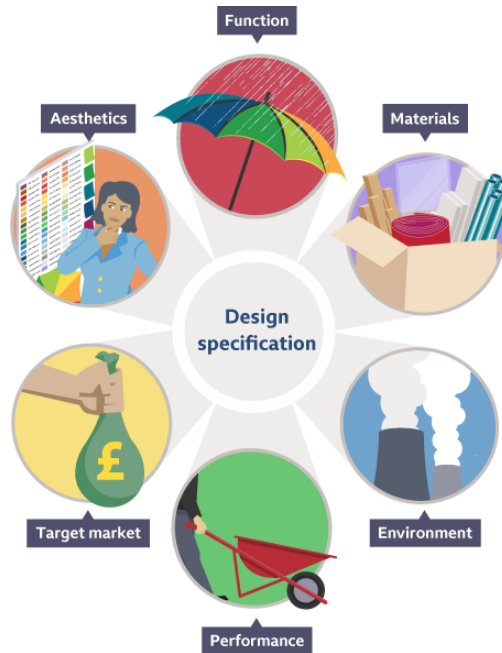 Function
Aesthetics
Materials
Design
specification
£
Target market
Environment
Performance